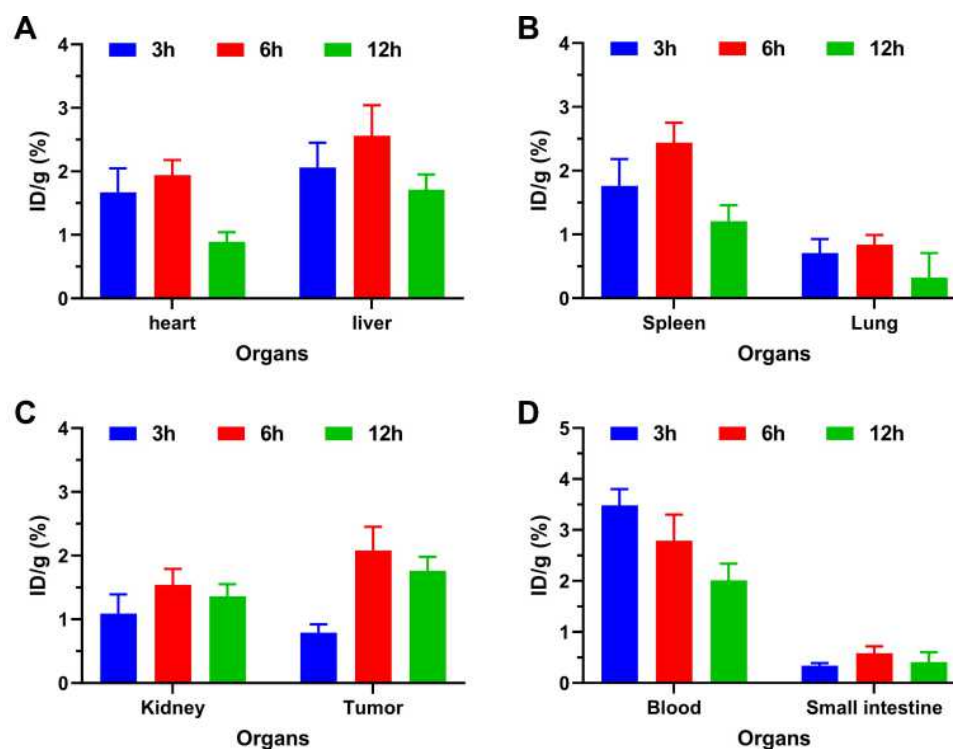 A
3h 6h 12h
ID/g (%)
4
3
2
1
0
heart liver
Organs
B
3h 6h 12h
ID/g (%)
4
3
2
1
0
Spleen Lung
Organs
C
3h 6h 12h
ID/g (%)
4
3
2
1
0
Kidney Tumor
Organs
D
3h 6h 12h
ID/g (%)
5
4
3
2
1
0
Blood Small intestine
Organs